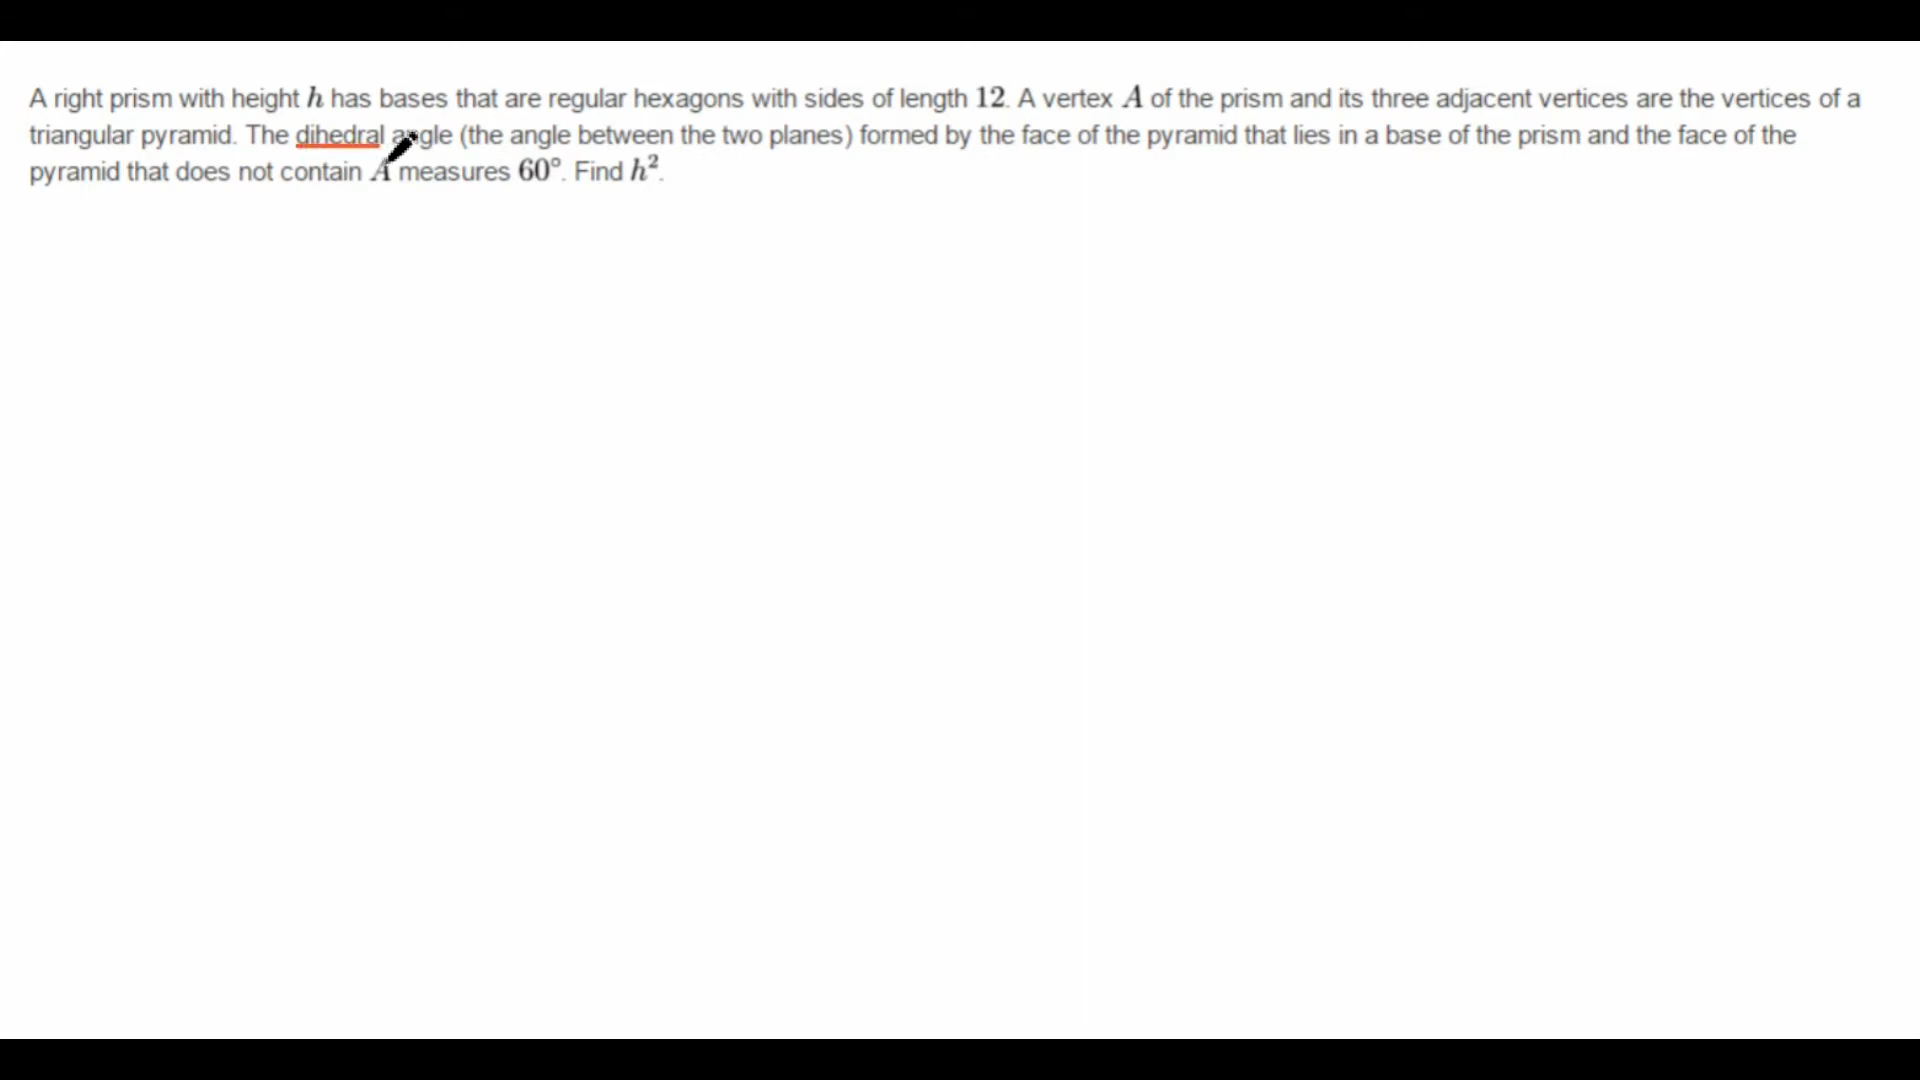 A right prism with height h has bases that are regular hexagons with sides of length 12. A vertex A of the prism and its three adjacent vertices are the vertices of a
triangular pyramid. The dihedral angle (the angle between the two planes) formed by the face of the pyramid that lies in a base of the prism and the face of the
pyramid that does not contain A measures 60°. Find h².